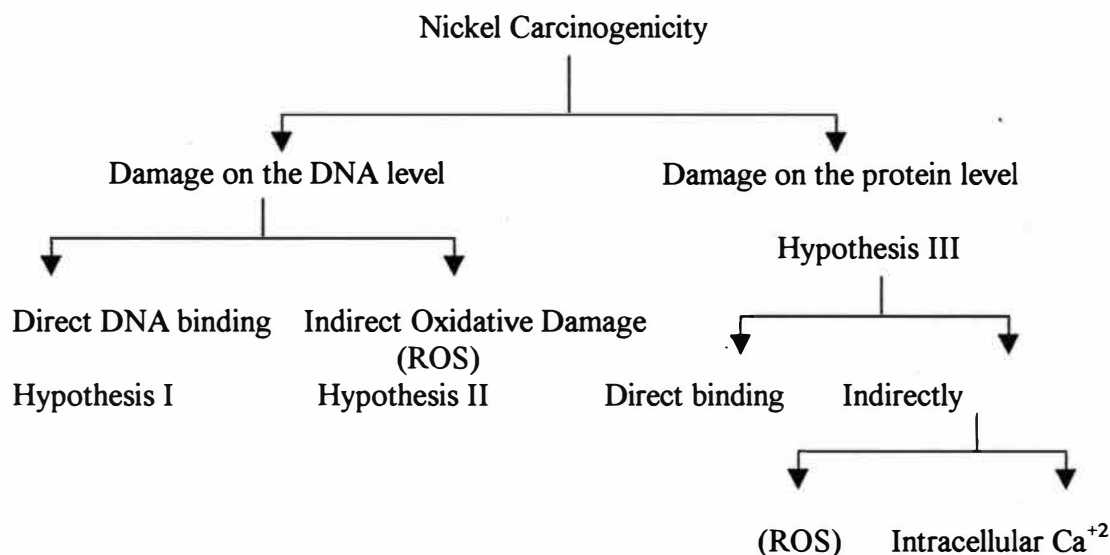 Nickel Carcinogenicity
Damage on the DNA level
Damage on the protein level
Hypothesis III
Direct DNA binding
Indirect Oxidative Damage
(ROS)
Hypothesis I
Hypothesis II
Direct binding
Indirectly
(ROS)
Intracellular Ca⁺²